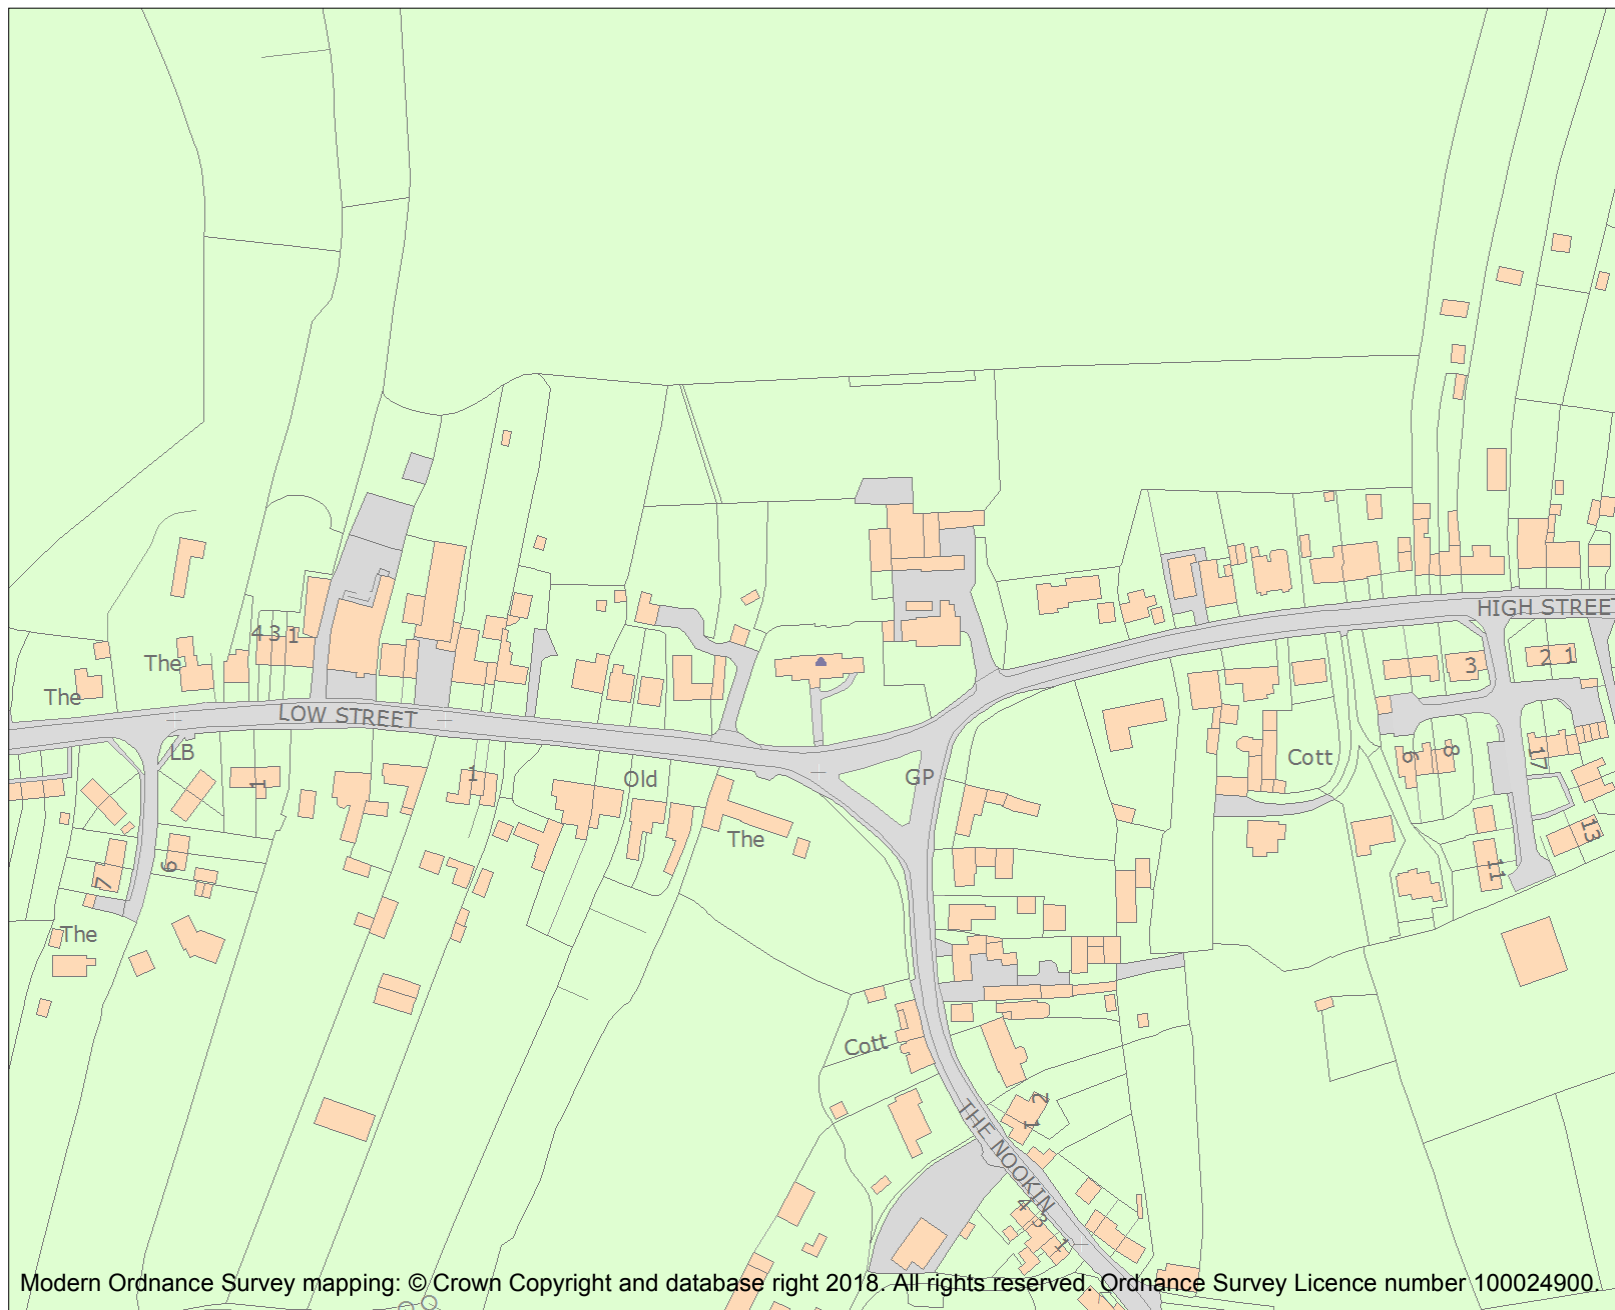 HIGH STREET
4 3 1
The
The
LOW STREET
LB
1
1
Old
The
GP
Cott
3
2 1
6
8
17
13
11
7
9
The
Cott
2
1
THE NOOKIN
4
3
1
Modern Ordnance Survey mapping: © Crown Copyright and database right 2018. All rights reserved. Ordnance Survey Licence number 100024900.